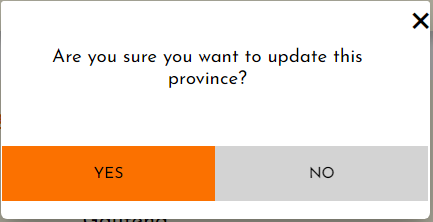 Are you sure you want to update this
province?
YES
NO